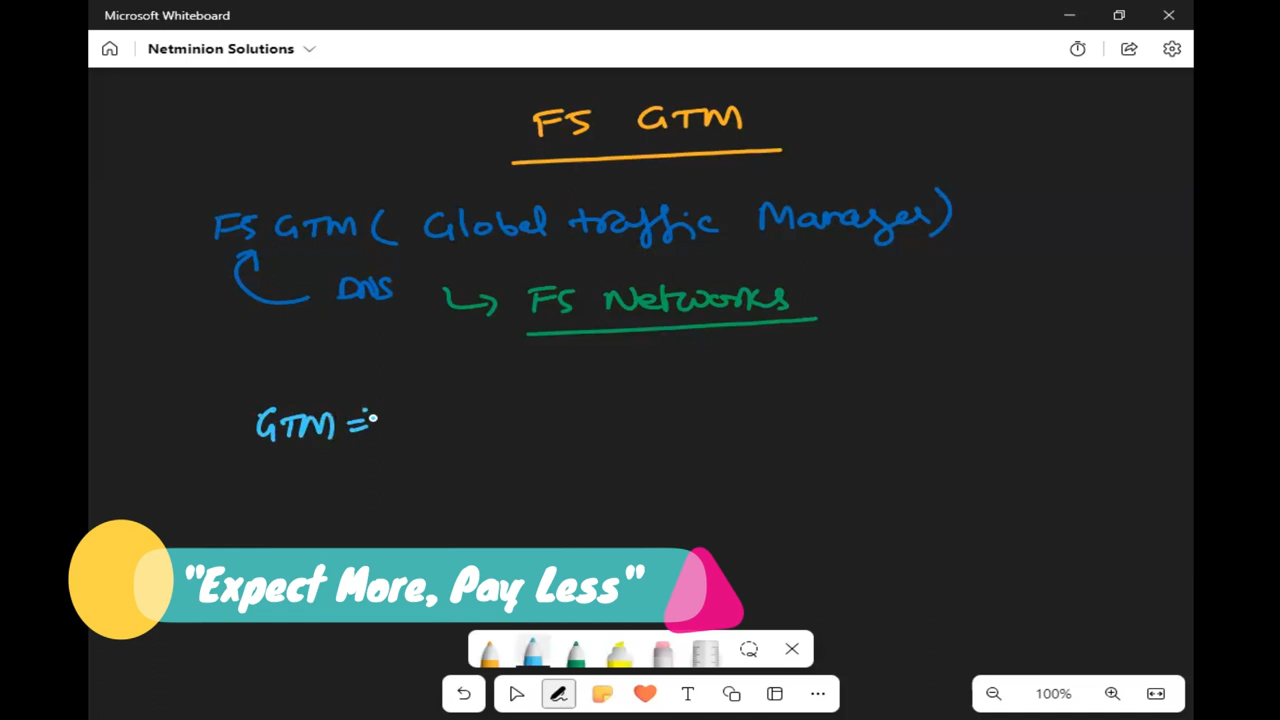 Microsoft Whiteboard
Netminion Solutions
F5 GTM
F5 GTM ( Global traffic Manager)
DNS
F5 Networks
GTM =
"Expect More, Pay Less"
100%